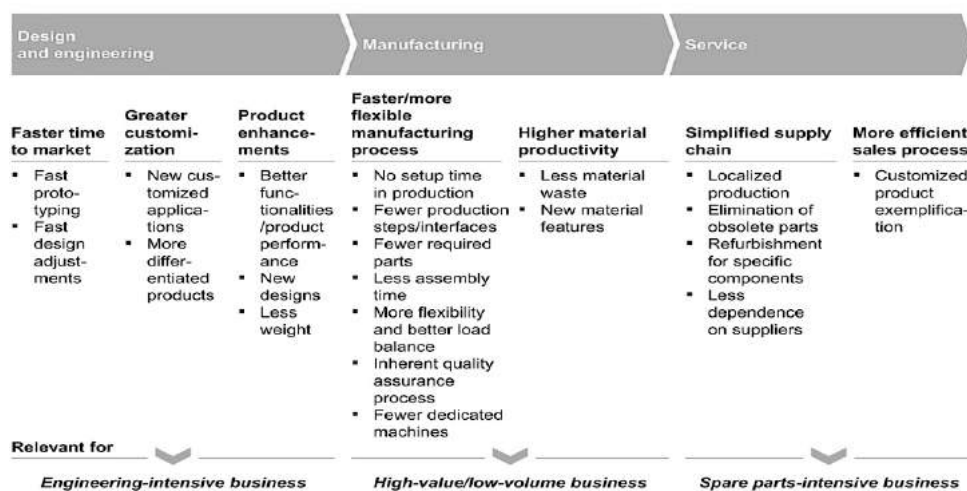 Design
and engineering
Manufacturing
Service
Faster time
to market
▪ Fast
proto-
typing
▪ Fast
design
adjust-
ments
Greater
customi-
zation
▪ New cus-
tomized
applica-
tions
▪ More
differ-
entiated
products
Product
enhance-
ments
▪ Better
func-
tionalities
/product
perform-
ance
▪ New
designs
▪ Less
weight
Faster/more
flexible
manufacturing
process
▪ No setup time
in production
▪ Fewer production
steps/interfaces
▪ Fewer required
parts
▪ Less assembly
time
▪ More flexibility
and better load
balance
▪ Inherent quality
assurance
process
▪ Fewer dedicated
machines
Higher material
productivity
▪ Less material
waste
▪ New material
features
Simplified supply
chain
▪ Localized
production
▪ Elimination of
obsolete parts
▪ Refurbishment
for specific
components
▪ Less
dependence
on suppliers
More efficient
sales process
▪ Customized
product
exemplifica-
tion
Relevant for
Engineering-intensive business
High-value/low-volume business
Spare parts-intensive business